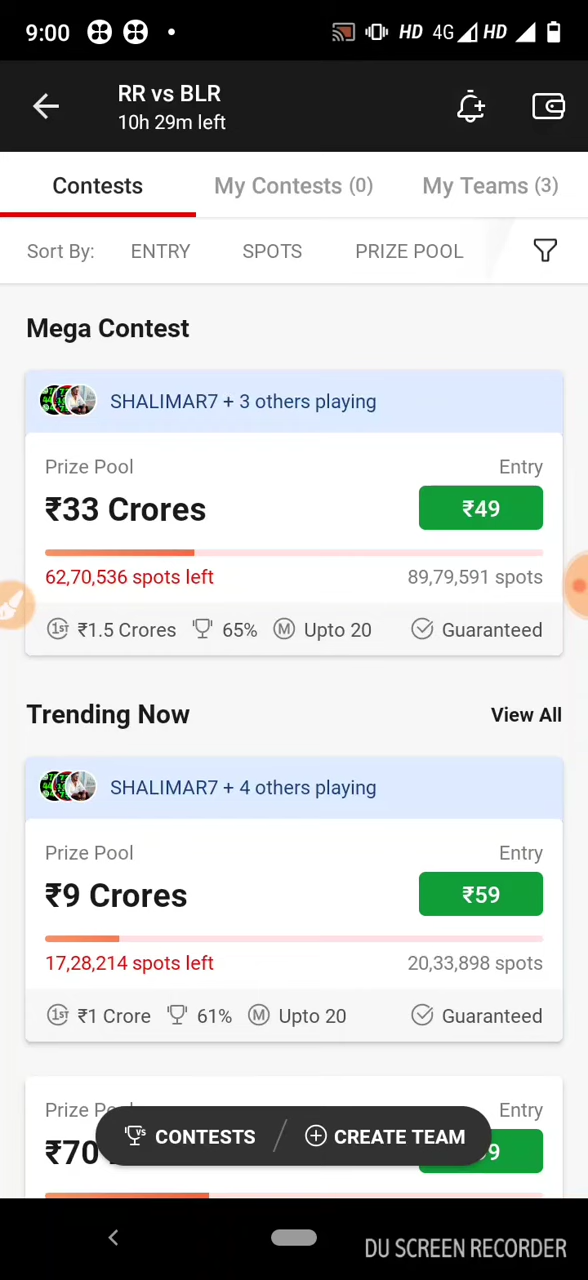 9:00 HD 4G HD
RR vs BLR
10h 29m left
Contests My Contests (0) My Teams (3)
Sort By: ENTRY SPOTS PRIZE POOL
Mega Contest
SHALIMAR7 + 3 others playing
Prize Pool Entry
₹33 Crores ₹49
62,70,536 spots left 89,79,591 spots
1ST ₹1.5 Crores 65% M Upto 20 Guaranteed
Trending Now View All
SHALIMAR7 + 4 others playing
Prize Pool Entry
₹9 Crores ₹59
17,28,214 spots left 20,33,898 spots
1ST ₹1 Crore 61% M Upto 20 Guaranteed
Prize Entry
₹70
VS CONTESTS CREATE TEAM
DU SCREEN RECORDER